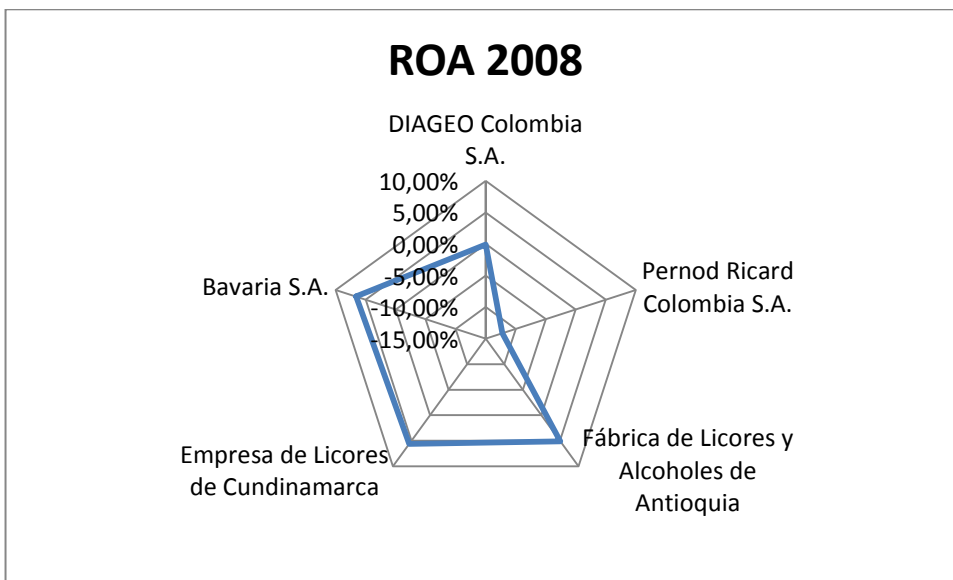 ROA 2008
DIAGEO Colombia
S.A.
10,00%
5,00%
0,00%
-5,00%
-10,00%
-15,00%
Pernod Ricard
Colombia S.A.
Fábrica de Licores y
Alcoholes de
Antioquia
Empresa de Licores
de Cundinamarca
Bavaria S.A.